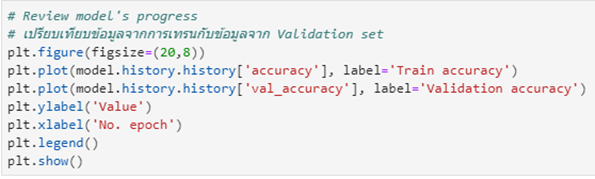 # Review model's progress
# เปรียบเทียบข้อมูลจากการเทรนกับข้อมูลจาก Validation set
plt.figure(figsize=(20,8))
plt.plot(model.history.history['accuracy'], label='Train accuracy')
plt.plot(model.history.history['val_accuracy'], label='Validation accuracy')
plt.ylabel('Value')
plt.xlabel('No. epoch')
plt.legend()
plt.show()